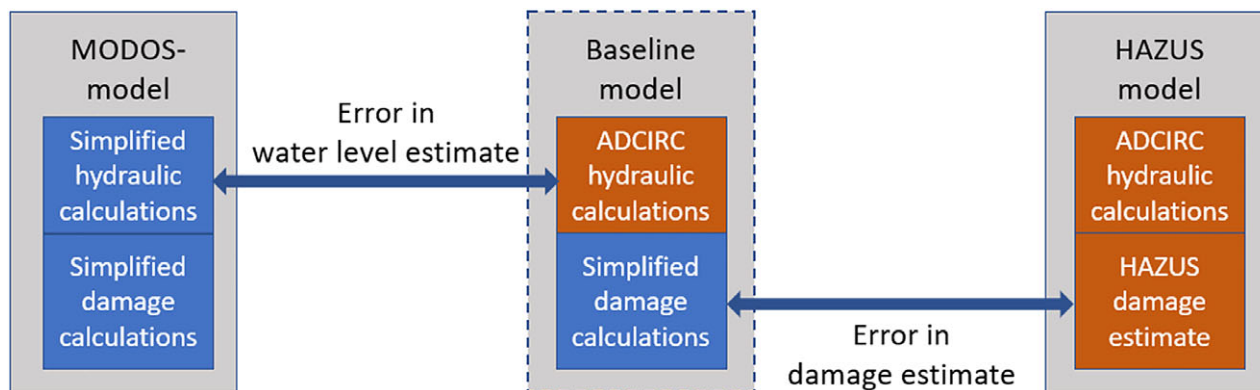 MODOS-
model
Simplified
hydraulic
calculations
Simplified
damage
calculations
Error in
water level estimate
Baseline
model
ADCIRC
hydraulic
calculations
Simplified
damage
calculations
Error in
damage estimate
HAZUS
model
ADCIRC
hydraulic
calculations
HAZUS
damage
estimate